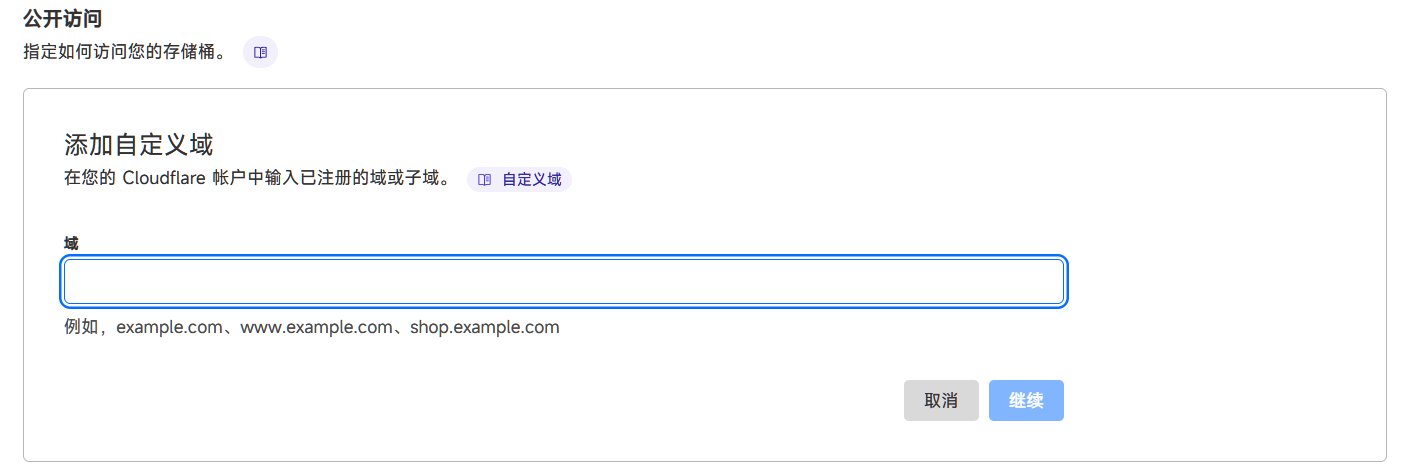 公开访问
指定如何访问您的存储桶。
添加自定义域
在您的 Cloudflare 帐户中输入已注册的域或子域。 自定义域
域
例如，example.com、www.example.com、shop.example.com
取消 继续